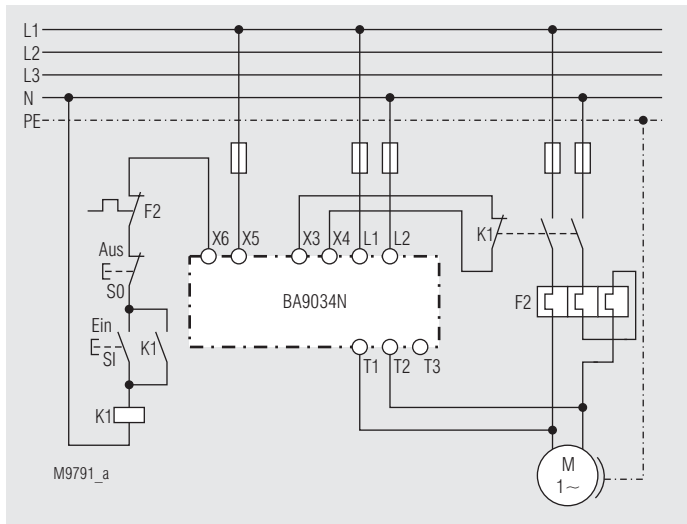 L1
L2
L3
N
PE
F2
X6 X5 X3 X4 L1 L2
K1
Aus
S0
BA9034N
F2
Ein
SI
K1
T1 T2 T3
K1
M9791_a
M
1~